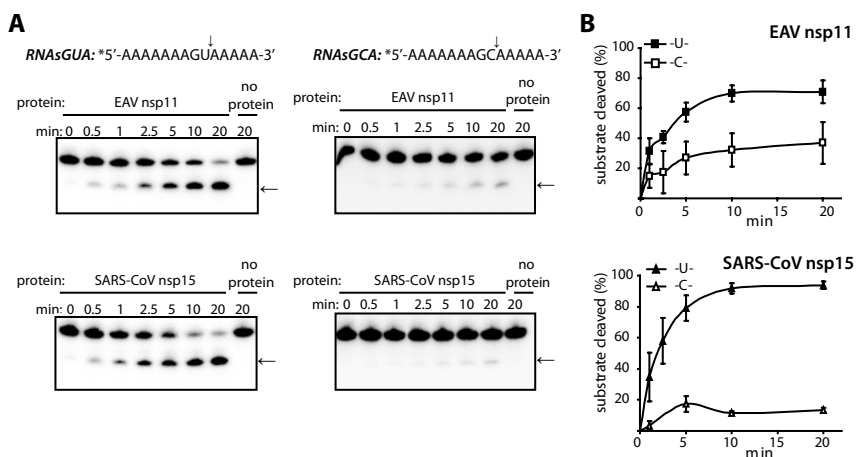 A
RNAsGUA: *5’-AAAAAAAGUAAAAA-3’ ↓
RNAsGCA: *5’-AAAAAAAGCAAAAA-3’ ↓
protein: EAV nsp11 no protein
min: 0 0.5 1 2.5 5 10 20 20
←
protein: EAV nsp11 no protein
min: 0 0.5 1 2.5 5 10 20 20
←
protein: SARS-CoV nsp15 no protein
min: 0 0.5 1 2.5 5 10 20 20
←
protein: SARS-CoV nsp15 no protein
min: 0 0.5 1 2.5 5 10 20 20
←
B
EAV nsp11
-U-
-C-
substrate cleaved (%)
100
80
60
40
20
0 5 10 15 20
min
SARS-CoV nsp15
-U-
-C-
substrate cleaved (%)
100
80
60
40
20
0 5 10 15 20
min